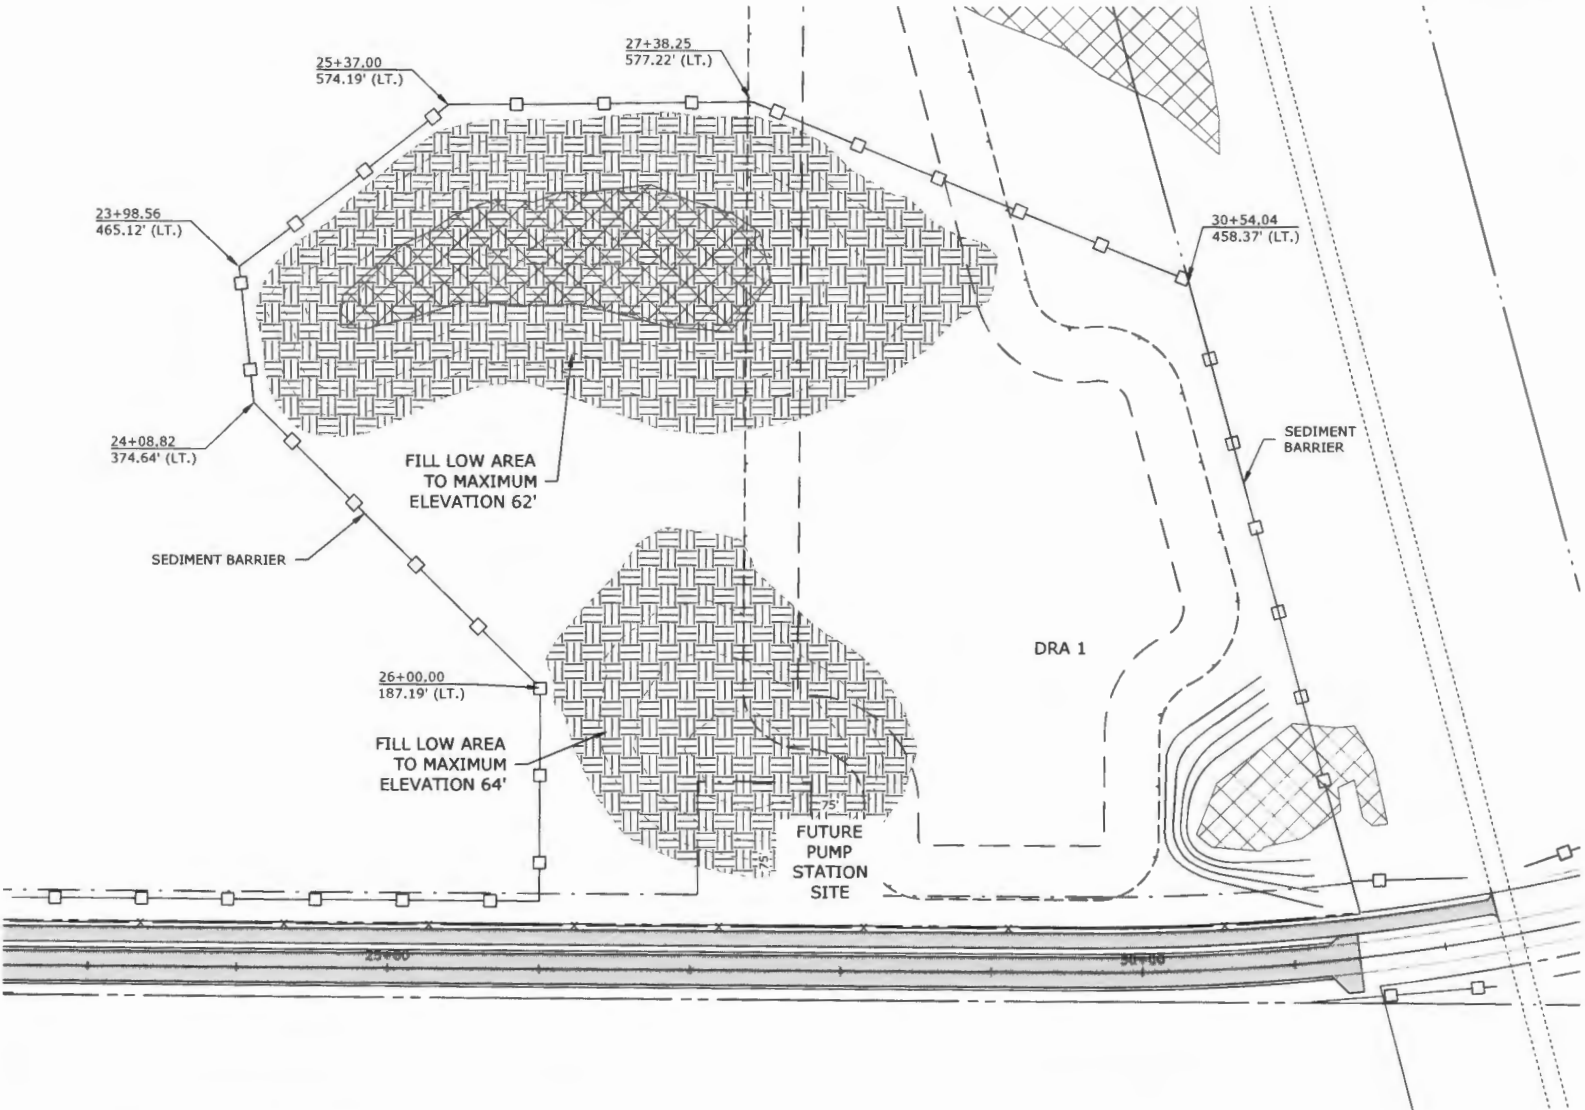 27+38.25
577.22' (LT.)
25+37.00
574.19' (LT.)
23+98.56
465.12' (LT.)
30+54.04
458.37' (LT.)
24+08.82
374.64' (LT.)
SEDIMENT
BARRIER
FILL LOW AREA
TO MAXIMUM
ELEVATION 62'
SEDIMENT BARRIER
DRA 1
26+00.00
187.19' (LT.)
FILL LOW AREA
TO MAXIMUM
ELEVATION 64'
75'
75'
FUTURE
PUMP
STATION
SITE
25+00